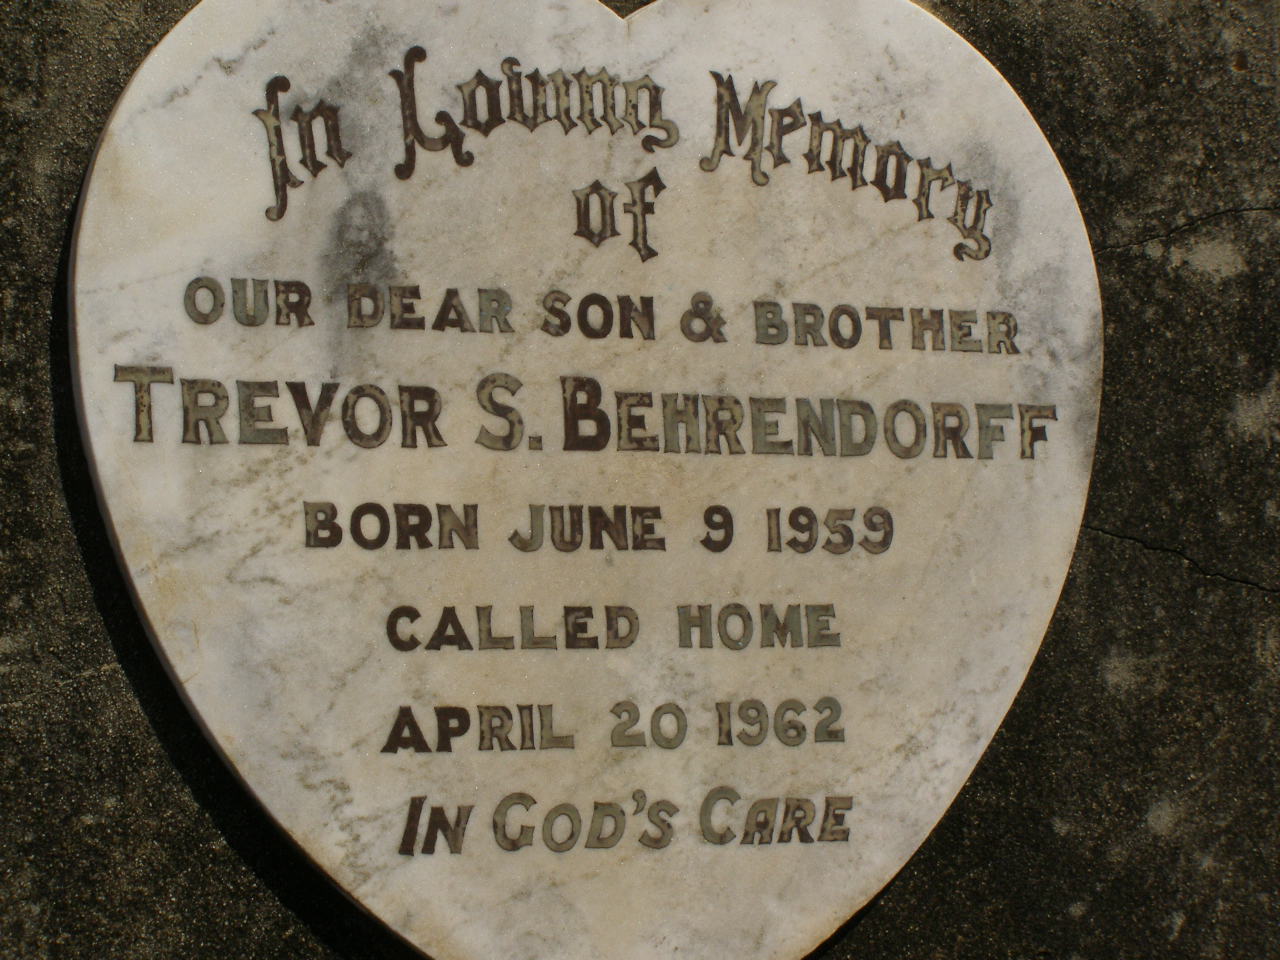 In Loving Memory
of
OUR DEAR SON & BROTHER
TREVOR S. BEHRENDORFF
BORN JUNE 9 1959
CALLED HOME
APRIL 20 1962
IN GOD'S CARE